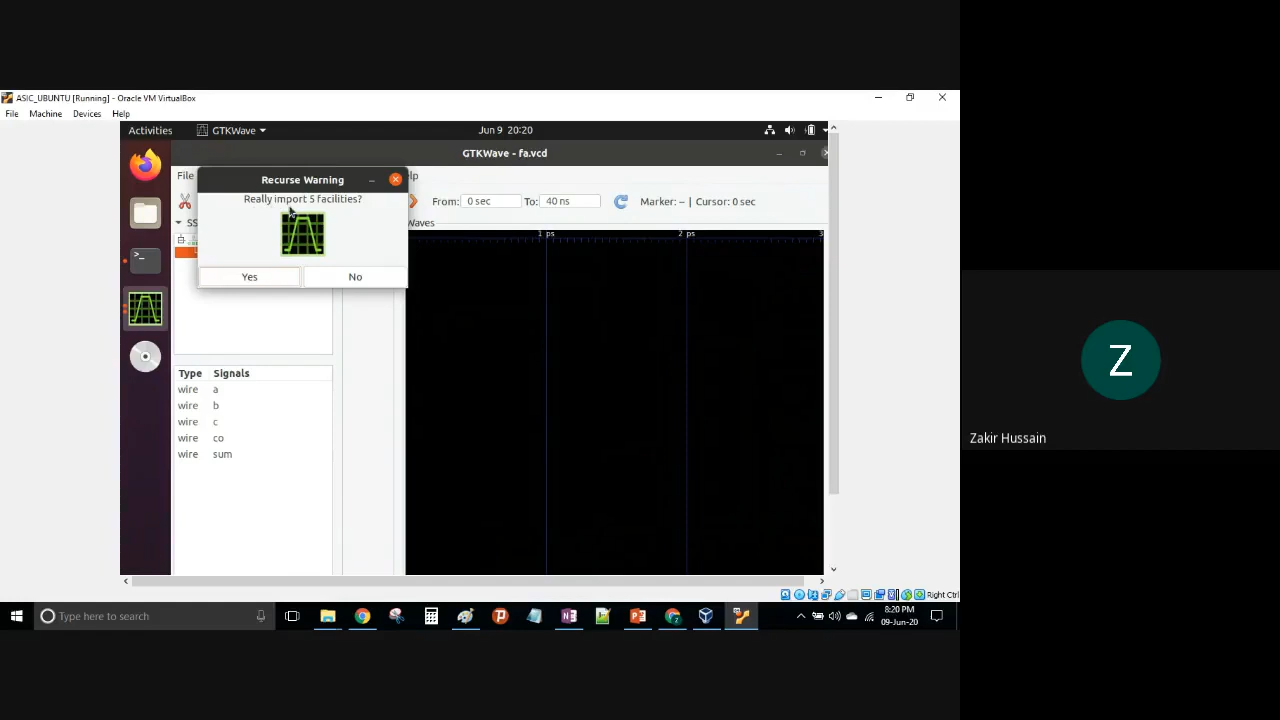 ASIC_UBUNTU [Running] - Oracle VM VirtualBox
File Machine Devices Help
Activities GTKWave Jun 9 20:20
GTKWave - fa.vcd
File
Recurse Warning
Really import 5 facilities?
Yes No
From: 0 sec To: 40 ns Marker: -- | Cursor: 0 sec
Waves
1 ps 2 ps 3
Type Signals
wire a
wire b
wire c
wire co
wire sum
Z
Zakir Hussain
Right Ctrl
Type here to search
8:20 PM
09-Jun-20